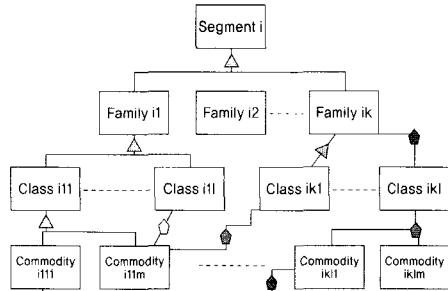 Segment i
Family i1 Family i2 Family ik
Class i11 Class i1l Class ik1 Class ikl
Commodity i111 Commodity i11m Commodity ikl1 Commodity iklm